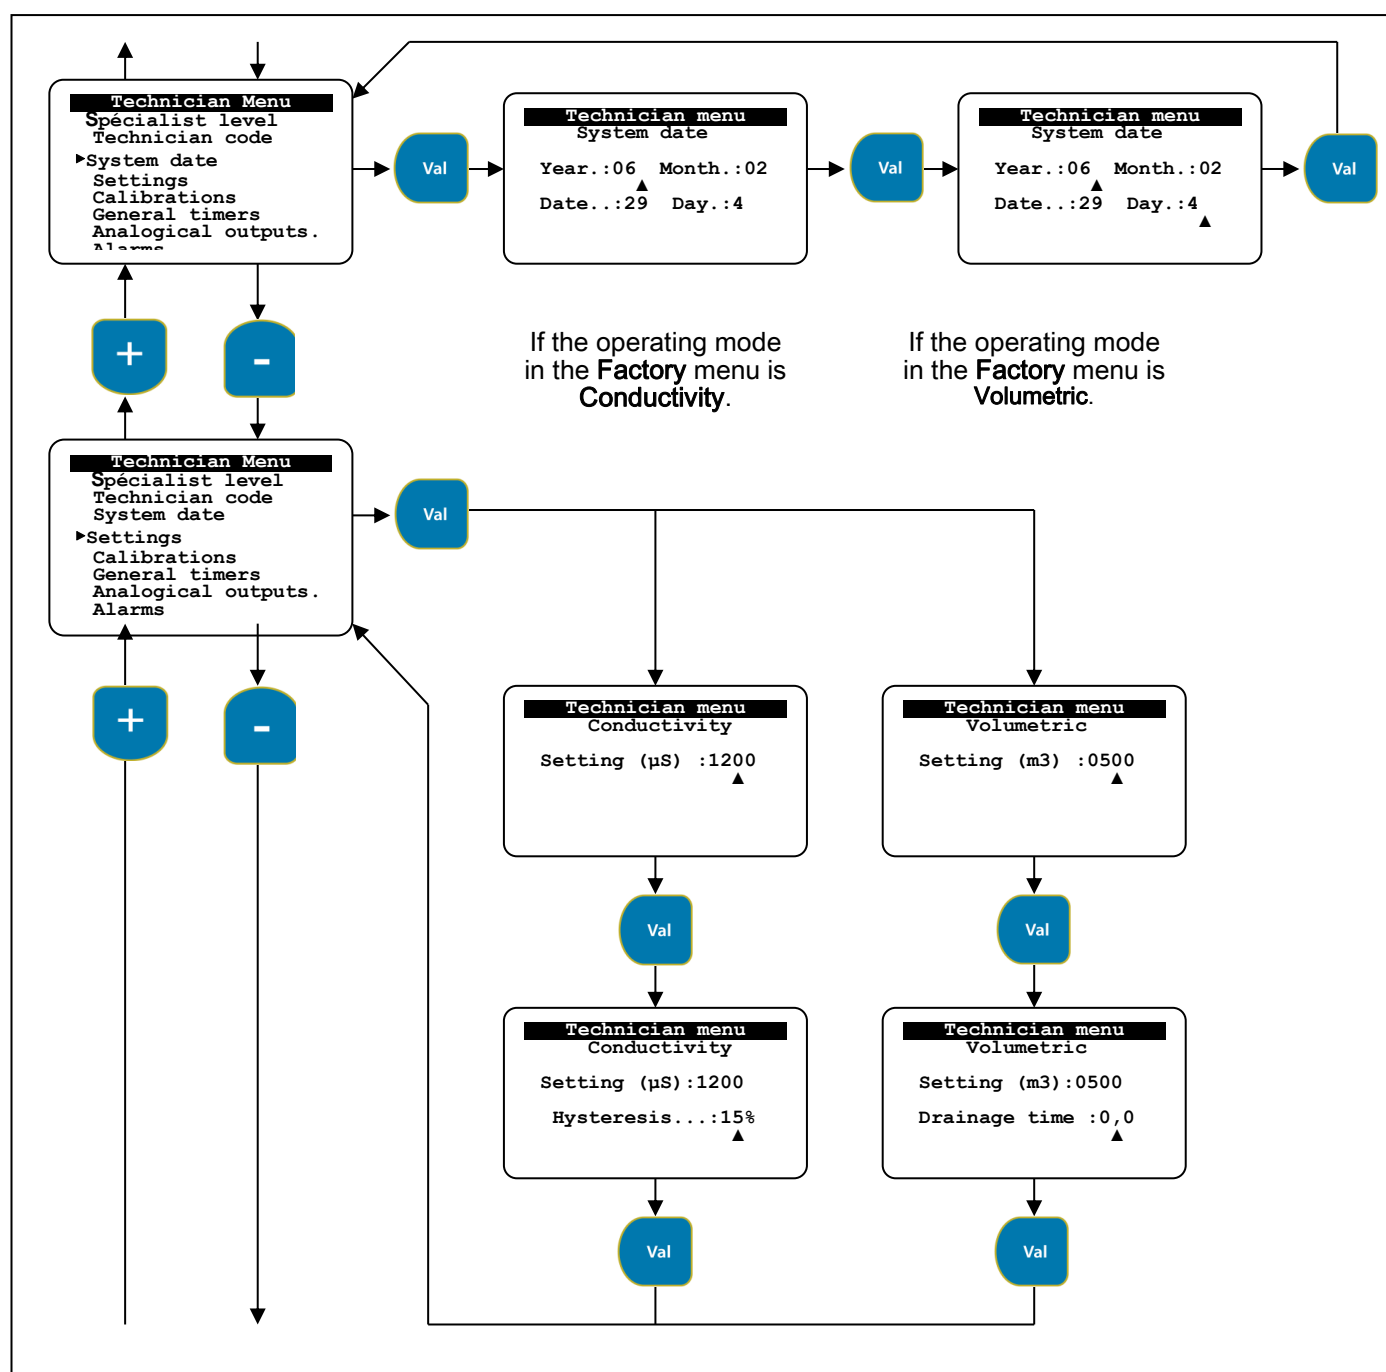 Technician Menu
Spécialist level
Technician code
►System date
Settings
Calibrations
General timers
Analogical outputs.
Alarms
Val
Technician menu
System date
Year.:06 Month.:02
▲
Date..:29 Day.:4
Val
Technician menu
System date
Year.:06 Month.:02
▲
Date..:29 Day.:4
▲
Val
+
-
If the operating mode
in the Factory menu is
Conductivity.
If the operating mode
in the Factory menu is
Volumetric.
Technician Menu
Spécialist level
Technician code
System date
►Settings
Calibrations
General timers
Analogical outputs.
Alarms
Val
+
-
Technician menu
Conductivity
Setting (µS) :1200
▲
Technician menu
Volumetric
Setting (m3) :0500
▲
Val
Val
Technician menu
Conductivity
Setting (µS):1200
Hysteresis...:15%
▲
Technician menu
Volumetric
Setting (m3):0500
Drainage time :0,0
▲
Val
Val